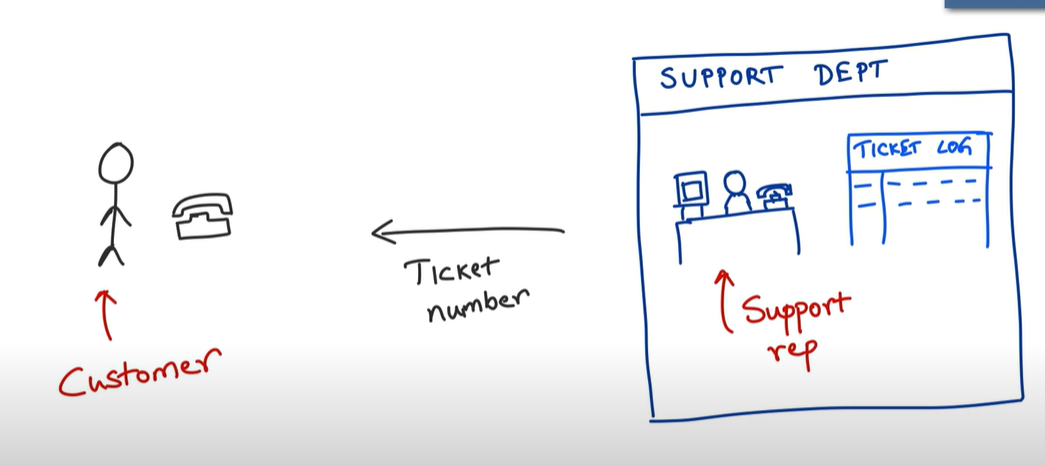 SUPPORT DEPT
TICKET LOG
Ticket
number
Support
rep
Customer